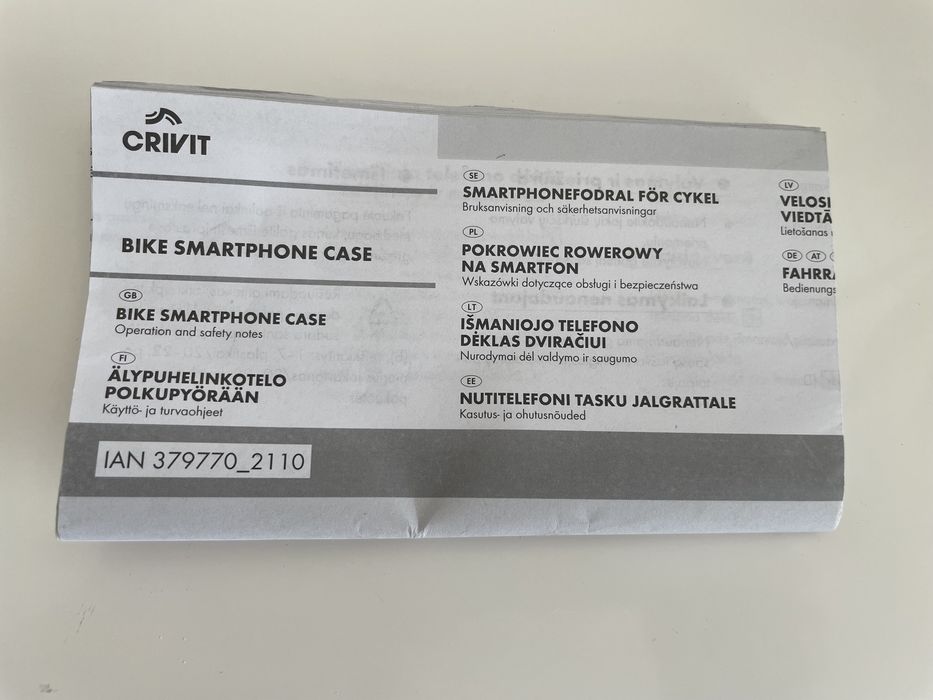 CRIVIT
BIKE SMARTPHONE CASE
GB
BIKE SMARTPHONE CASE
Operation and safety notes
FI
ÄLYPUHELINKOTELO
POLKUPYÖRÄÄN
Käyttö- ja turvaohjeet
SE
SMARTPHONEFODRAL FÖR CYKEL
Bruksanvisning och säkerhetsanvisningar
PL
POKROWIEC ROWEROWY
NA SMARTFON
Wskazówki dotyczące obsługi i bezpieczeństwa
LT
IŠMANIOJO TELEFONO
DĖKLAS DVIRAČIUI
Nurodymai dėl valdymo ir saugumo
EE
NUTITELEFONI TASKU JALGRATTALE
Kasutus- ja ohutusnõuded
LV
VELOSI
VIEDTĀ
Lietošanas
DE AT
FAHRRA
Bedienungs
IAN 379770_2110